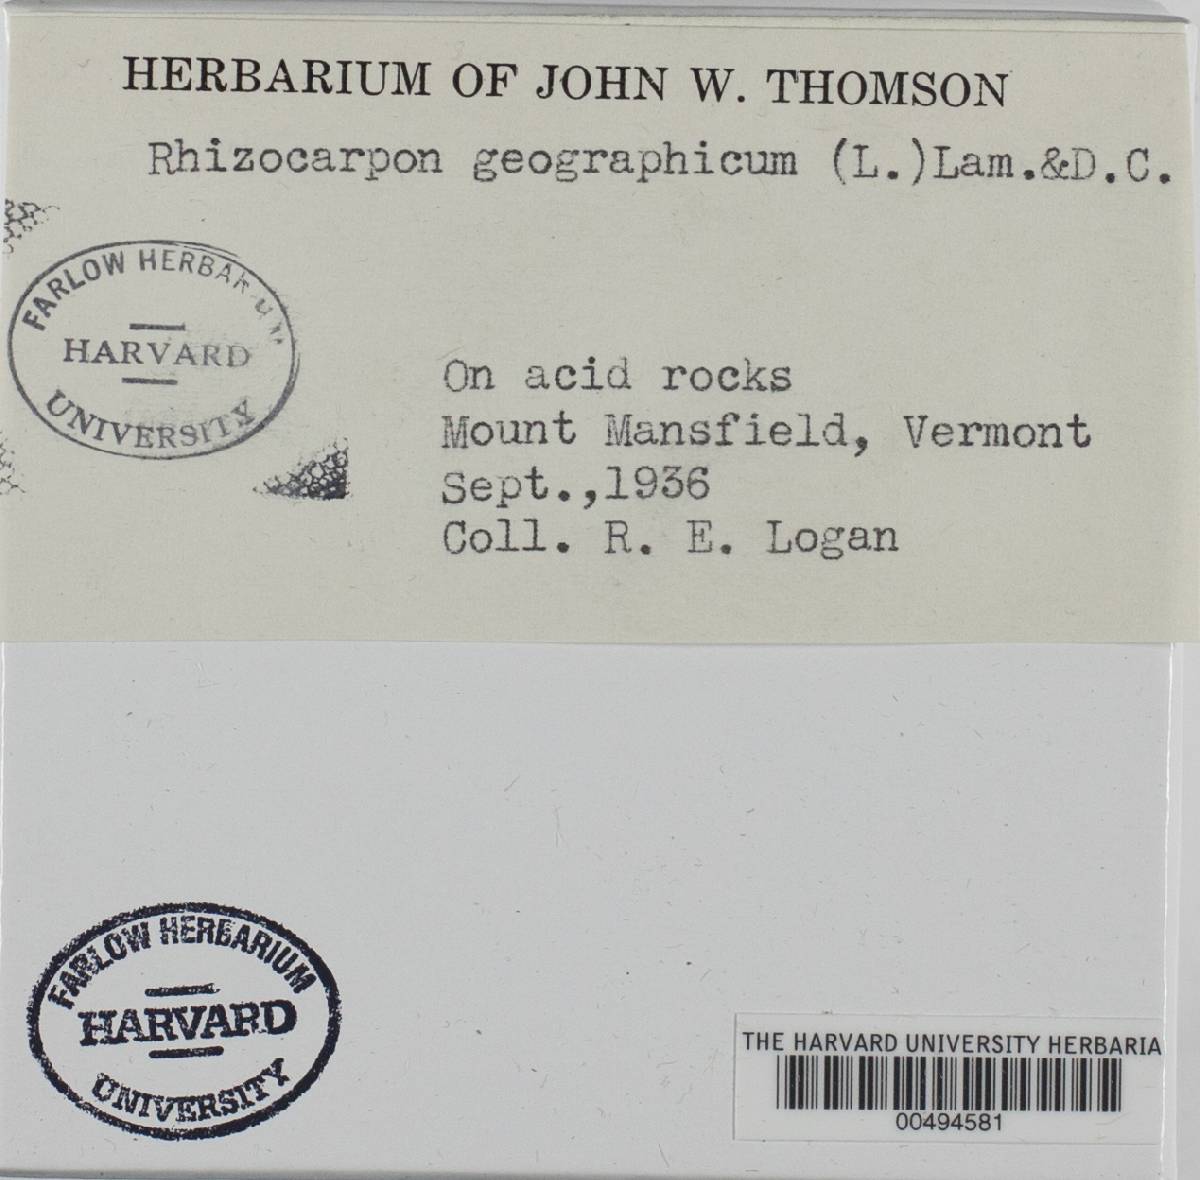 HERBARIUM OF JOHN W. THOMSON
Rhizocarpon geographicum (L.)Lam.&D.C.
FARLOW HERBARIUM
HARVARD
UNIVERSITY
On acid rocks
Mount Mansfield, Vermont
Sept.,1936
Coll. R. E. Logan
FARLOW HERBARIUM
HARVARD
UNIVERSITY
THE HARVARD UNIVERSITY HERBARIA
00494581